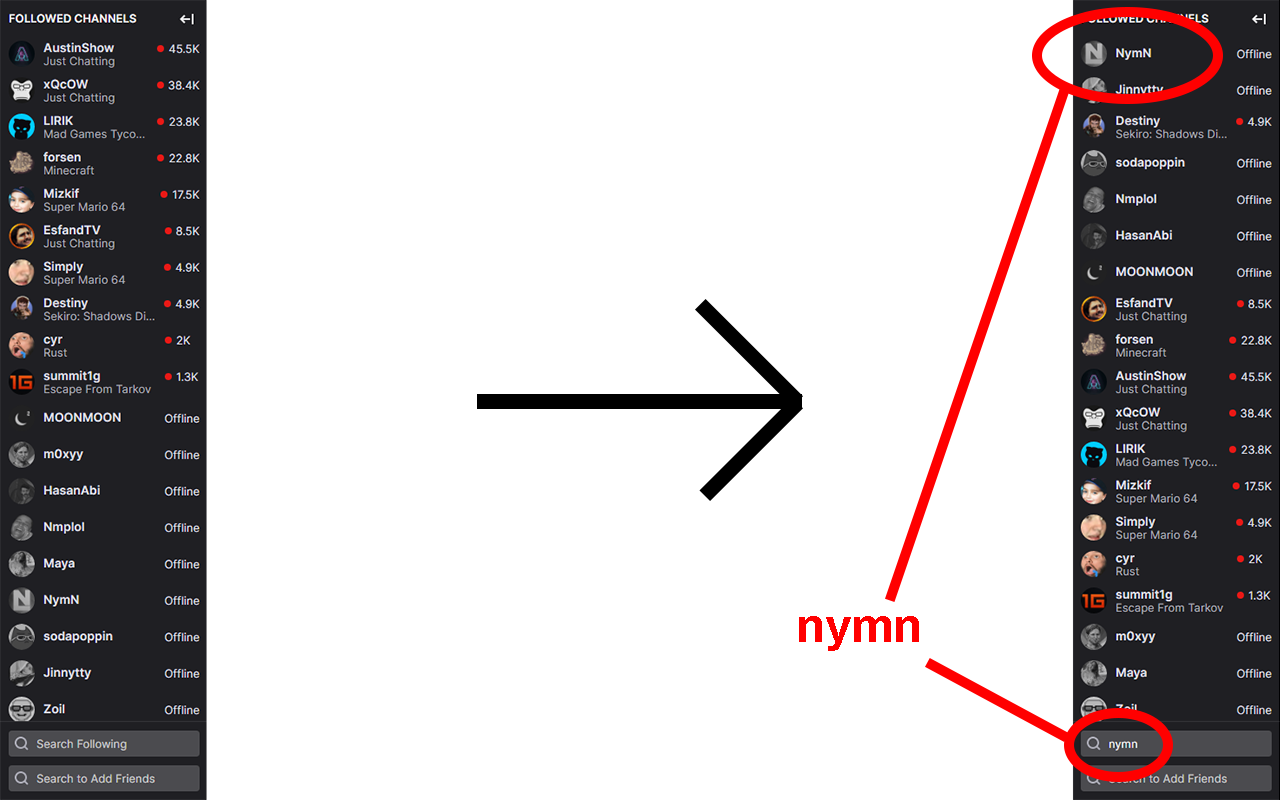 FOLLOWED CHANNELS
AustinShow 45.5K
Just Chatting
xQcOW 38.4K
Just Chatting
LIRIK 23.8K
Mad Games Tyco...
forsen 22.8K
Minecraft
Mizkif 17.5K
Super Mario 64
EsfandTV 8.5K
Just Chatting
Simply 4.9K
Super Mario 64
Destiny 4.9K
Sekiro: Shadows Di...
cyr 2K
Rust
1G summit1g 1.3K
Escape From Tarkov
MOONMOON Offline
m0xyy Offline
HasanAbi Offline
Nmplol Offline
Maya Offline
N NymN Offline
sodapoppin Offline
Jinnytty Offline
Zoil Offline
Search Following
Search to Add Friends
nymn
FOLLOWED CHANNELS
N NymN Offline
Jinnytty Offline
Destiny 4.9K
Sekiro: Shadows Di...
sodapoppin Offline
Nmplol Offline
HasanAbi Offline
MOONMOON Offline
EsfandTV 8.5K
Just Chatting
forsen 22.8K
Minecraft
AustinShow 45.5K
Just Chatting
xQcOW 38.4K
Just Chatting
LIRIK 23.8K
Mad Games Tyco...
Mizkif 17.5K
Super Mario 64
Simply 4.9K
Super Mario 64
cyr 2K
Rust
1G summit1g 1.3K
Escape From Tarkov
m0xyy Offline
Maya Offline
Zoil Offline
nymn
Search to Add Friends